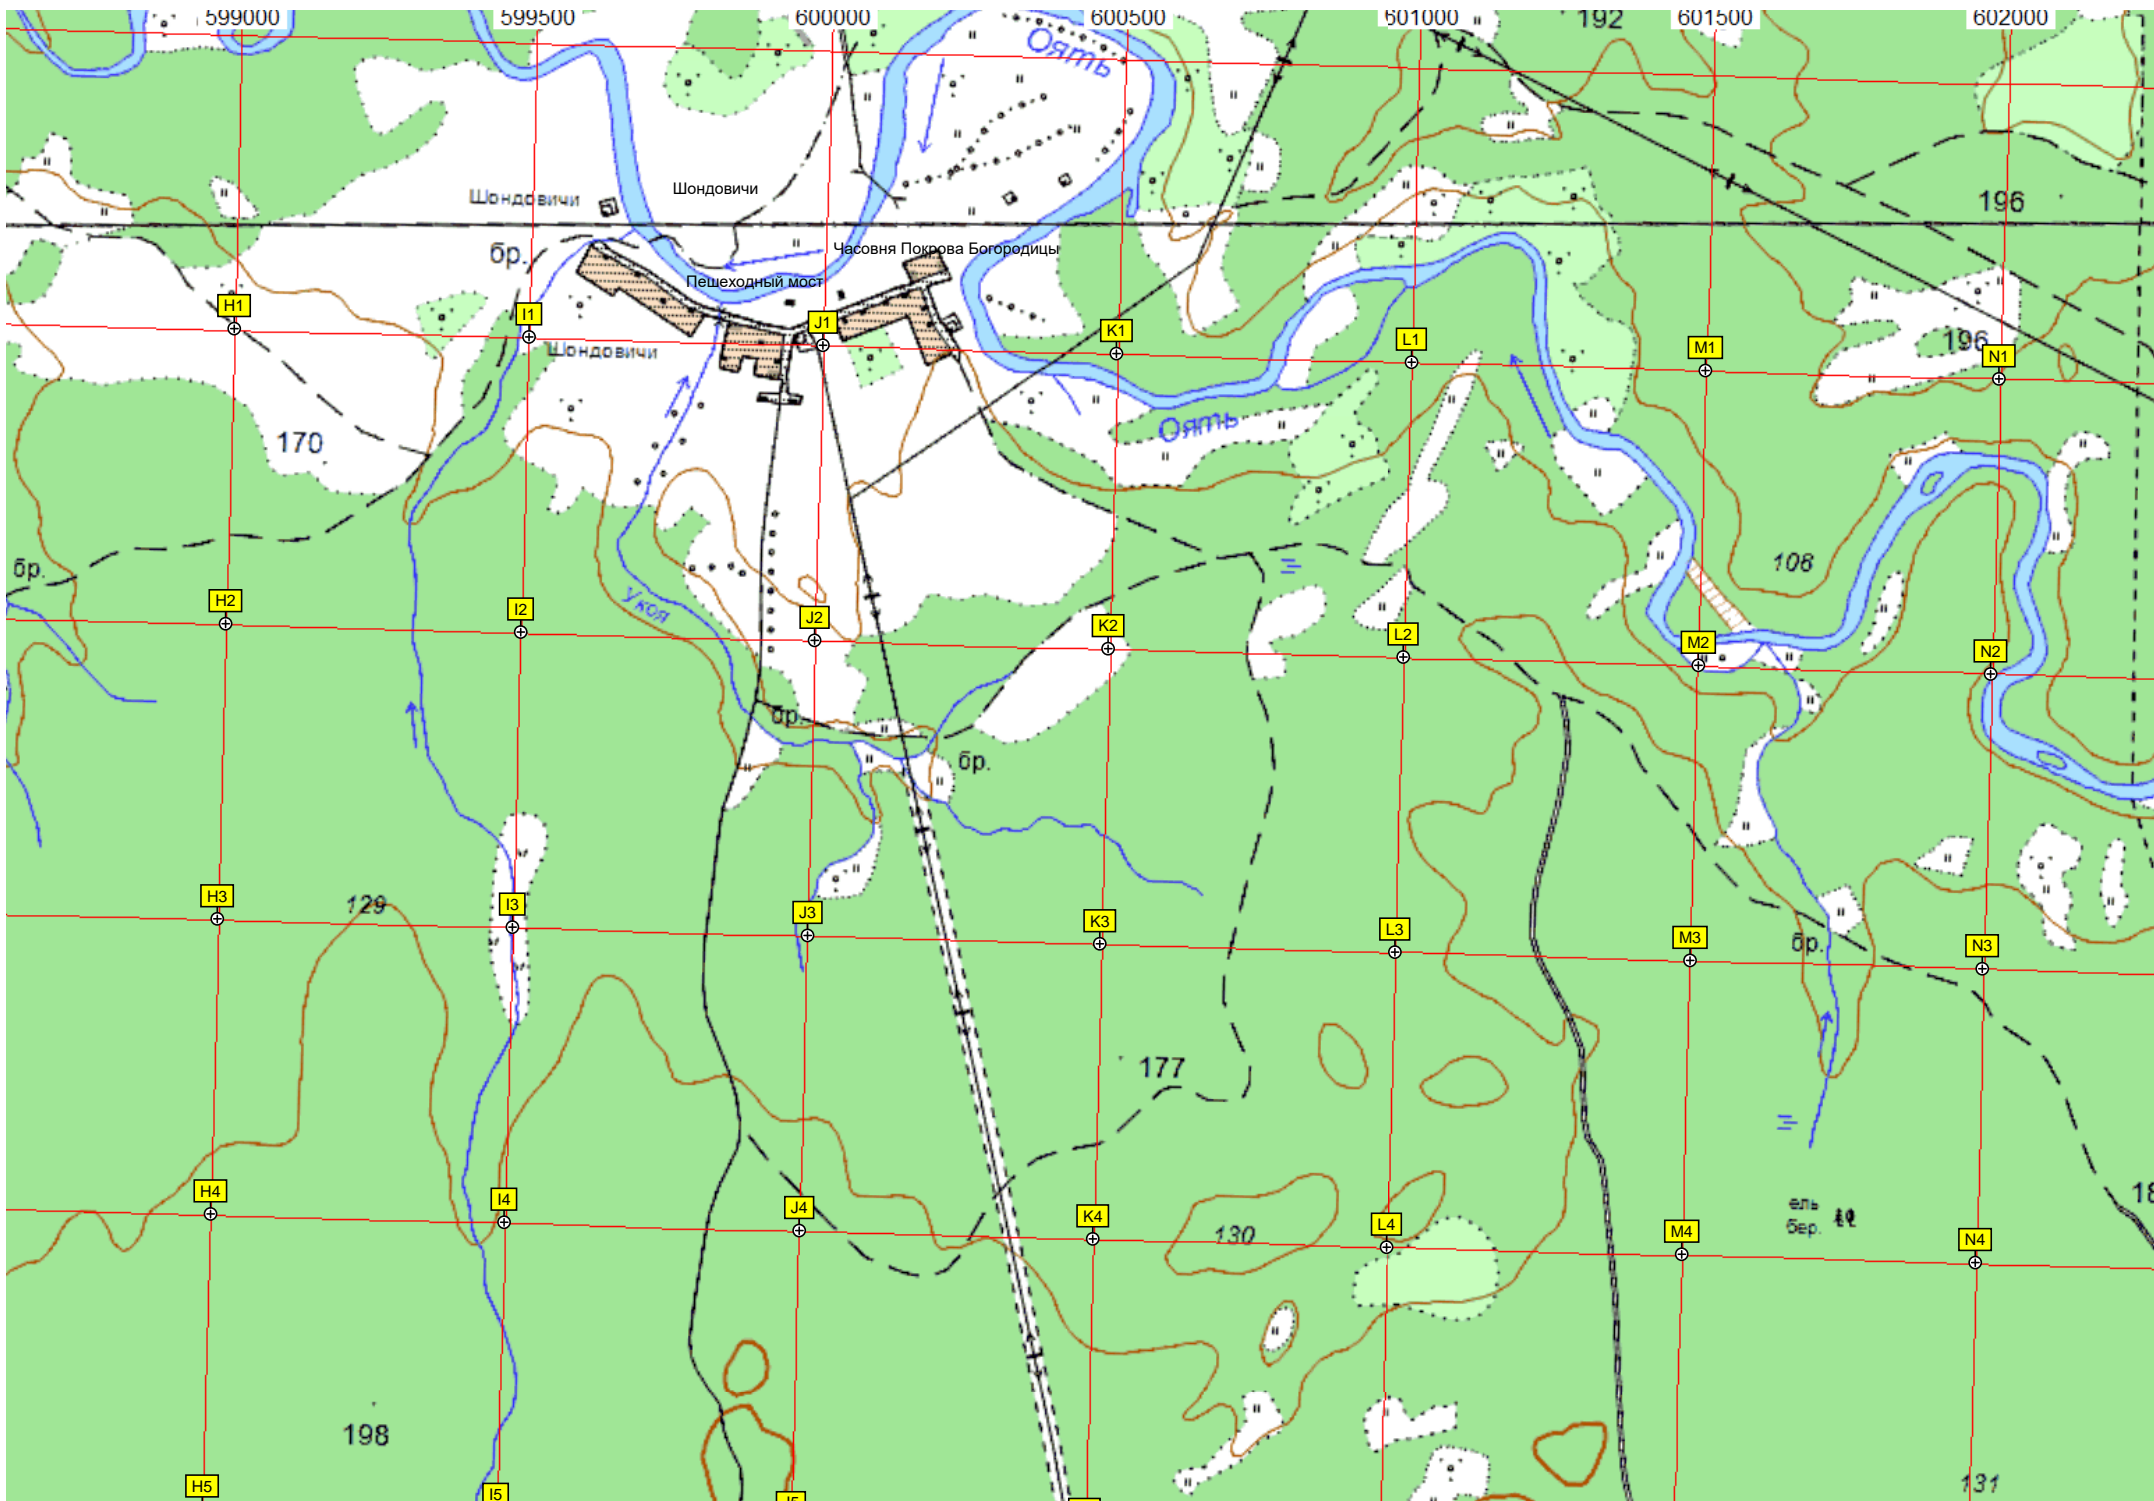 599000 599500 600000 600500 601000 601500 602000
192
Оять
Шондовичи
Шондовичи
196
Часовня Покрова Богородицы
бр.
Пешеходный мост
H1
I1
J1
K1
L1
M1
196
N1
Шондовичи
170
Оять
бр.
108
H2
I2
Укоя
J2
K2
L2
M2
N2
бр.
бр.
H3
129
I3
J3
K3
L3
M3
бр.
N3
177
H4
I4
J4
K4
130
L4
M4
ель
бер.
18
N4
198
131
H5
I5